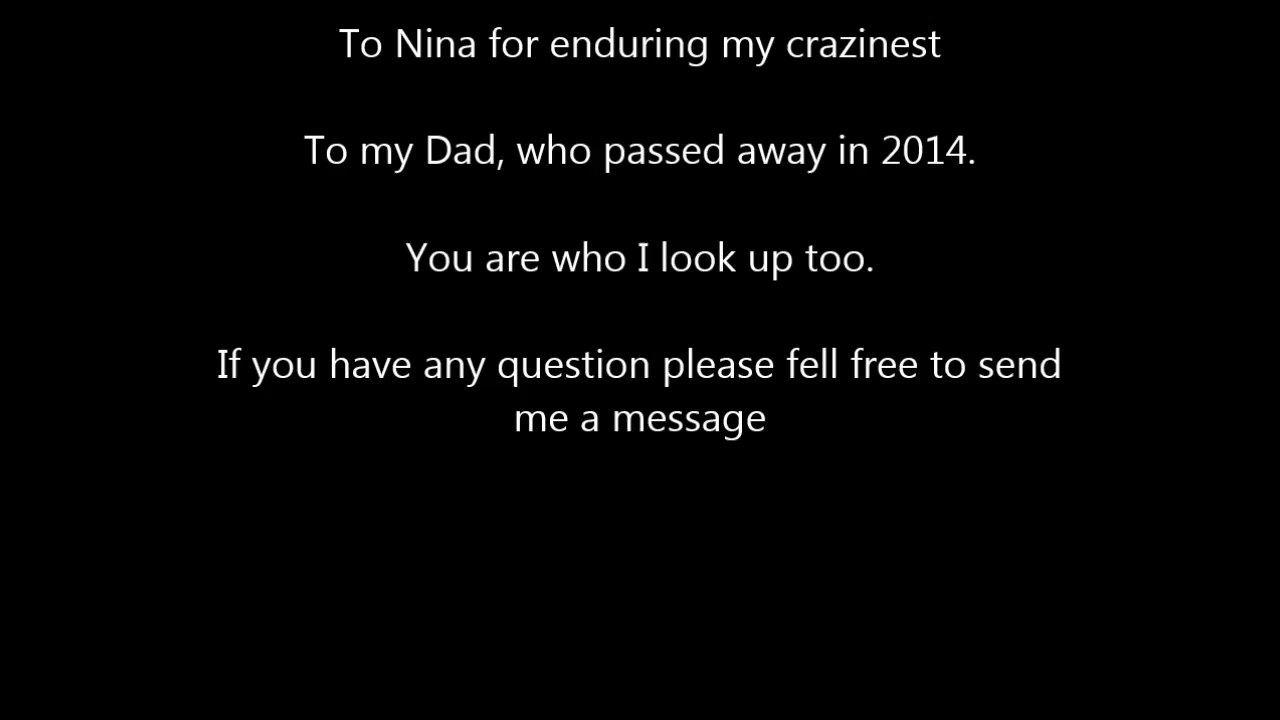 To Nina for enduring my crazinest
To my Dad, who passed away in 2014.
You are who I look up too.
If you have any question please fell free to send
me a message